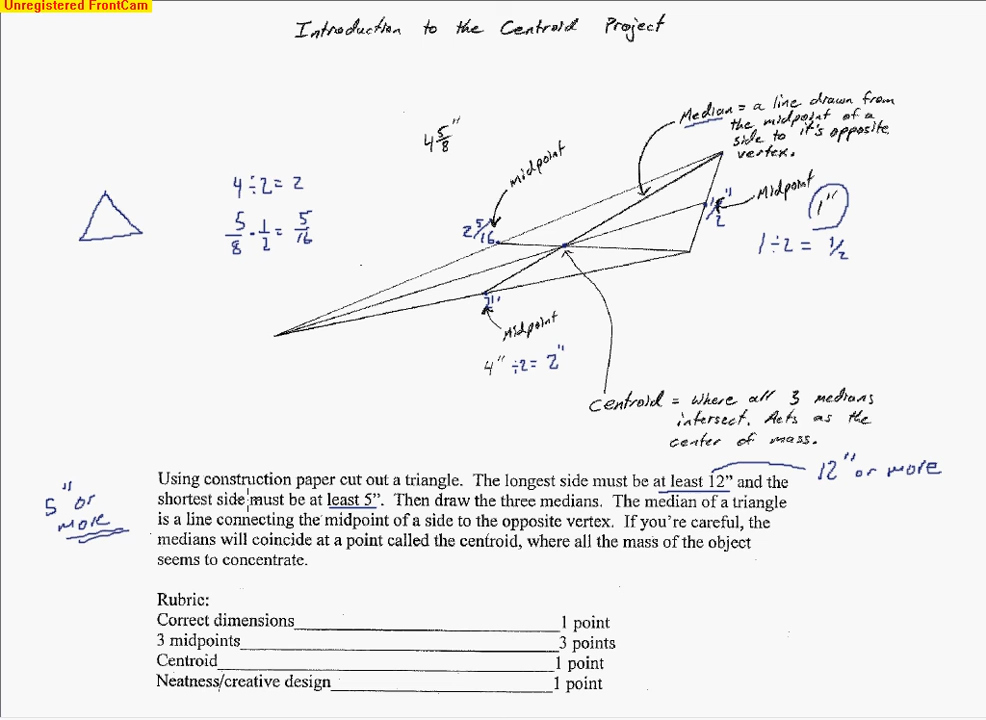 Unregistered FrontCam
Introduction to the Centroid Project
4 5/8"
Median = a line drawn from
the midpoint of a
side to it's opposite
vertex.
midpoint
4 ÷ 2 = 2
5/8 · 1/2 = 5/16
2 5/16
1/2"
Midpoint
1"
1 ÷ 2 = 1/2
2"
Midpoint
4" ÷2= 2"
Centroid = where all 3 medians
intersect. Acts as the
center of mass.
12" or more
5" or
more
Using construction paper cut out a triangle. The longest side must be at least 12” and the
shortest side must be at least 5”. Then draw the three medians. The median of a triangle
is a line connecting the midpoint of a side to the opposite vertex. If you’re careful, the
medians will coincide at a point called the centroid, where all the mass of the object
seems to concentrate.
Rubric:
Correct dimensions 1 point
3 midpoints 3 points
Centroid 1 point
Neatness/creative design 1 point